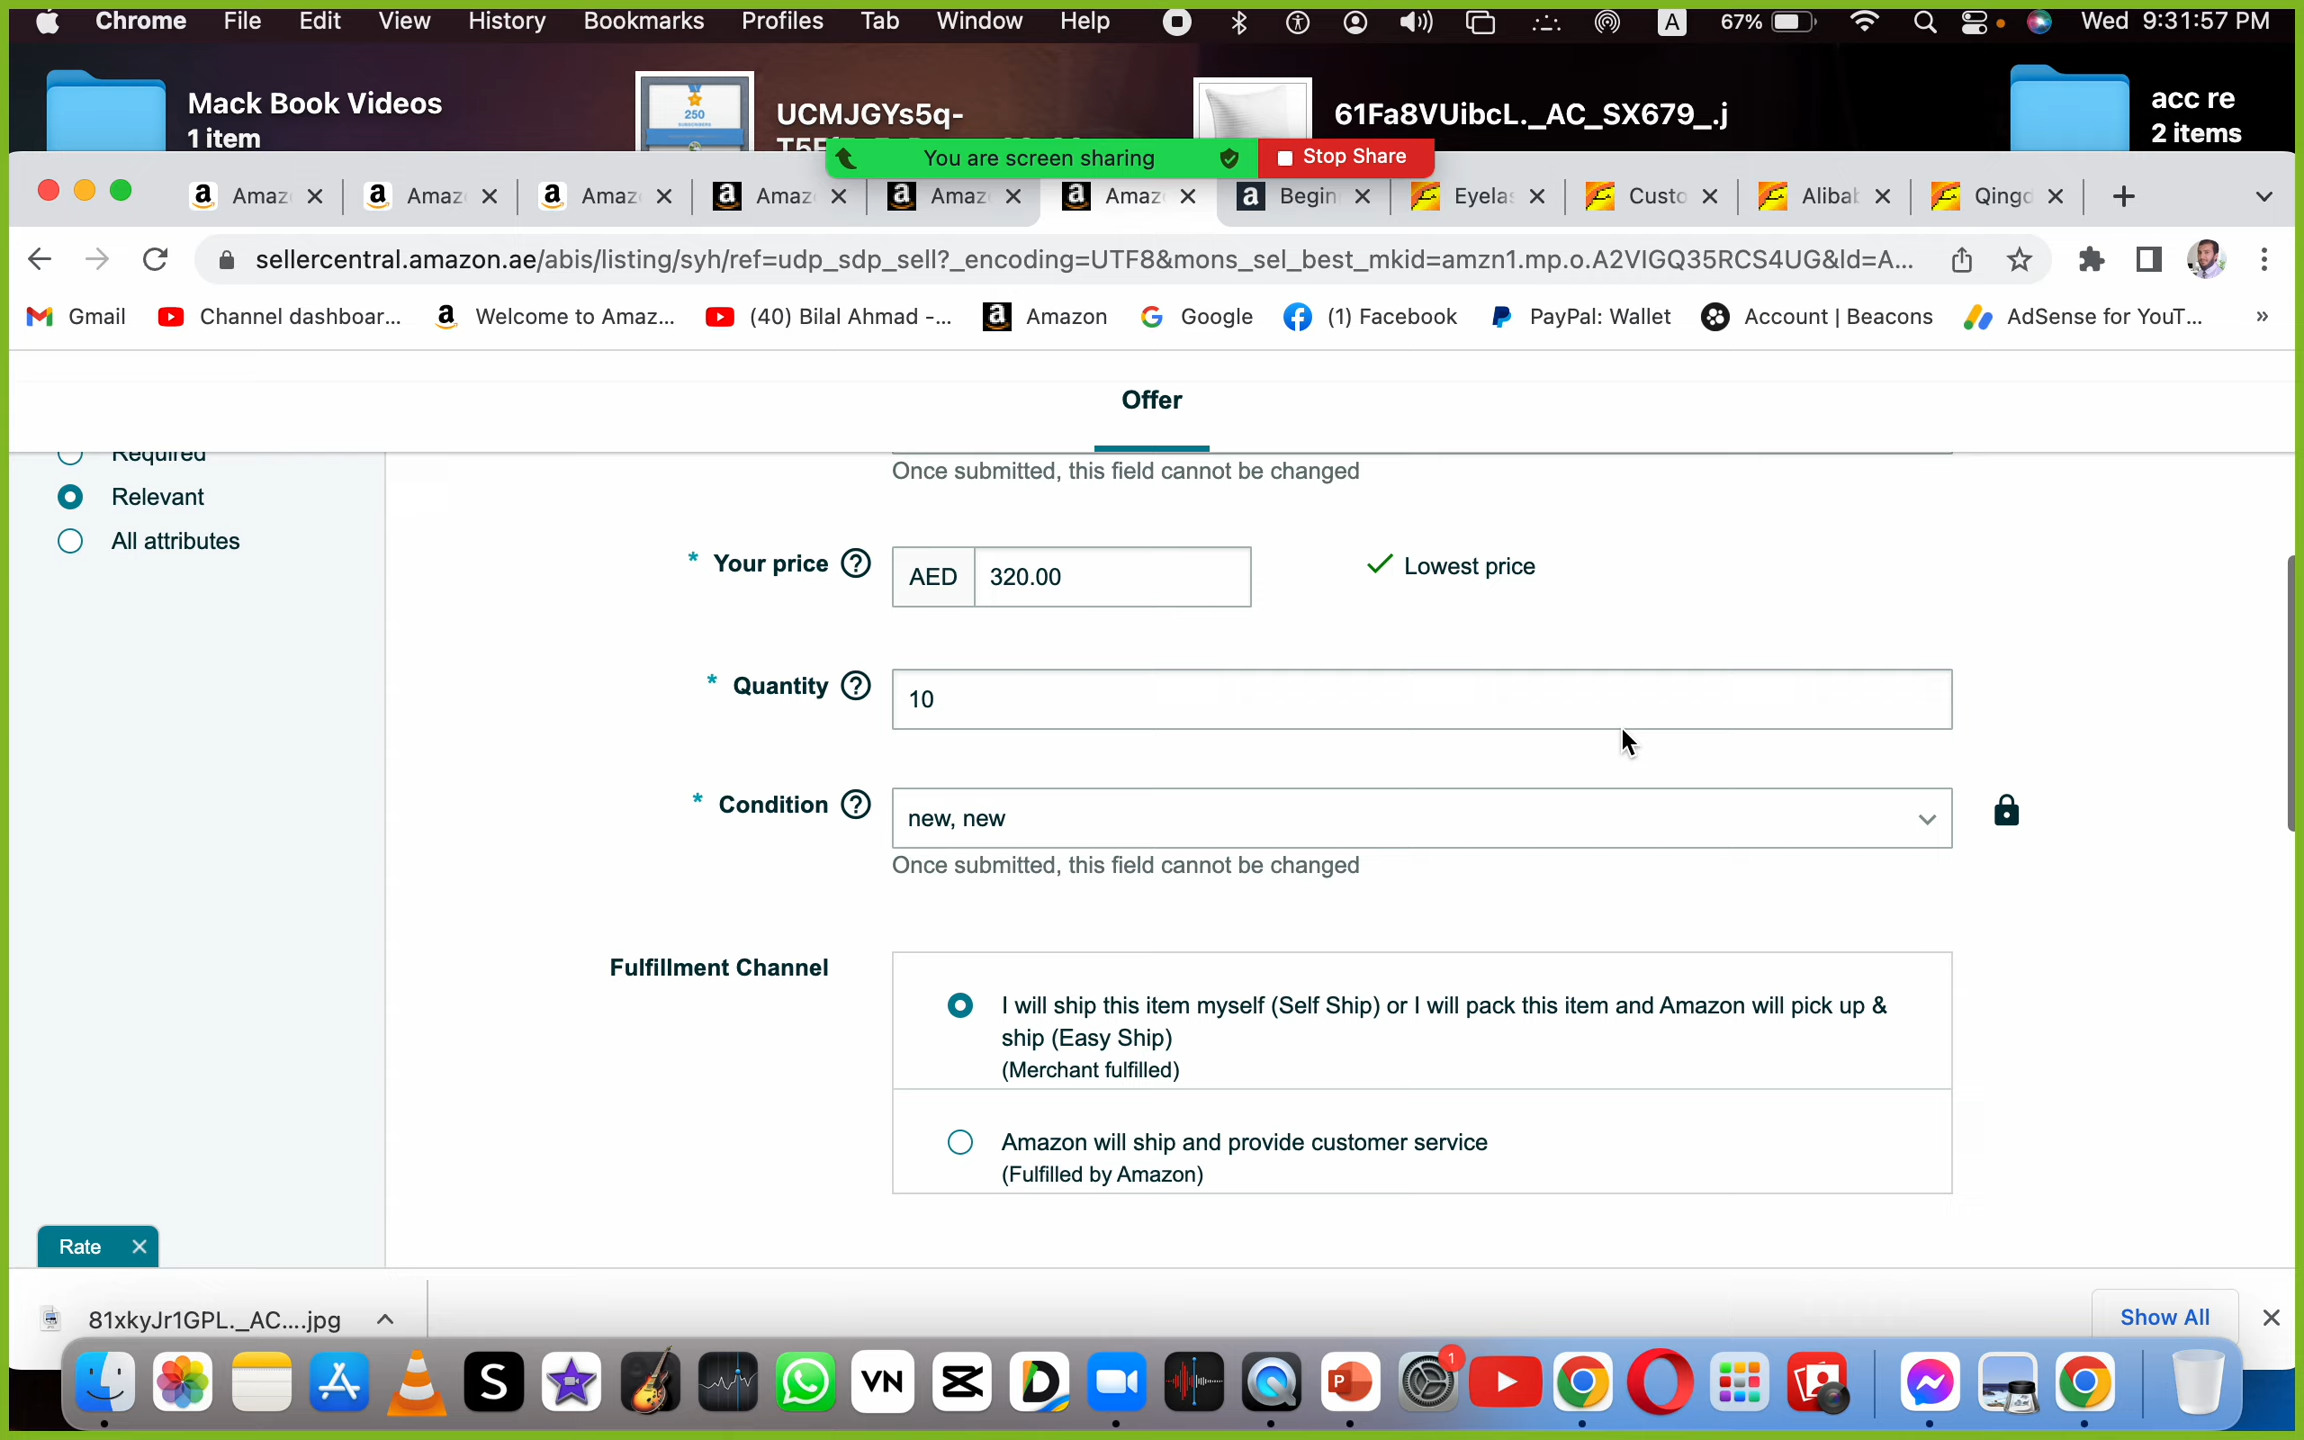 Chrome File Edit View History Bookmarks Profiles Tab Window Help A 67% Wed 9:31:57 PM
Mack Book Videos
1 item
250
UCMJGYs5q-
61Fa8VUibcL._AC_SX679_.j
acc re
2 items
You are screen sharing Stop Share
Amaz Amaz Amaz Amaz Amaz Amaz Begin Eyelas Custo Alibab Qingd
sellercentral.amazon.ae/abis/listing/syh/ref=udp_sdp_sell?_encoding=UTF8&mons_sel_best_mkid=amzn1.mp.o.A2VIGQ35RCS4UG&ld=A...
Gmail Channel dashboar... Welcome to Amaz... (40) Bilal Ahmad -... Amazon Google (1) Facebook PayPal: Wallet Account | Beacons AdSense for YouT... »
Offer
Required
Relevant
All attributes
Once submitted, this field cannot be changed
* Your price ? AED 320.00 Lowest price
* Quantity ? 10
* Condition ? new, new
Once submitted, this field cannot be changed
Fulfillment Channel
I will ship this item myself (Self Ship) or I will pack this item and Amazon will pick up &
ship (Easy Ship)
(Merchant fulfilled)
Amazon will ship and provide customer service
(Fulfilled by Amazon)
Rate
81xkyJr1GPL._AC....jpg
Show All
S VN D P 1